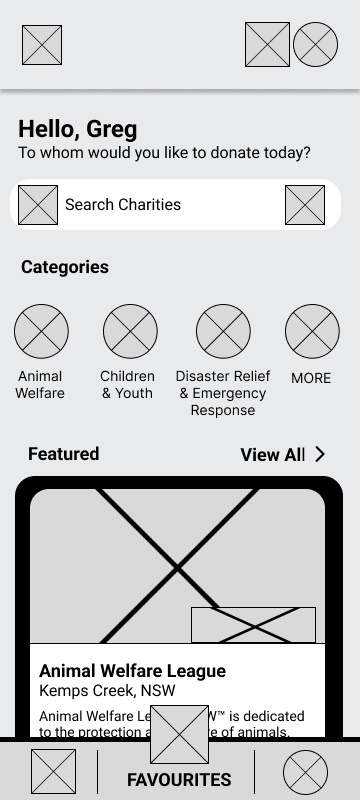 Hello, Greg
To whom would you like to donate today?
Search Charities
Categories
Animal
Welfare
Children
& Youth
Disaster Relief
& Emergency
Response
MORE
Featured
View All
Animal Welfare League
Kemps Creek, NSW
Animal Welfare Le W™ is dedicated
to the protection a re of animals.
FAVOURITES